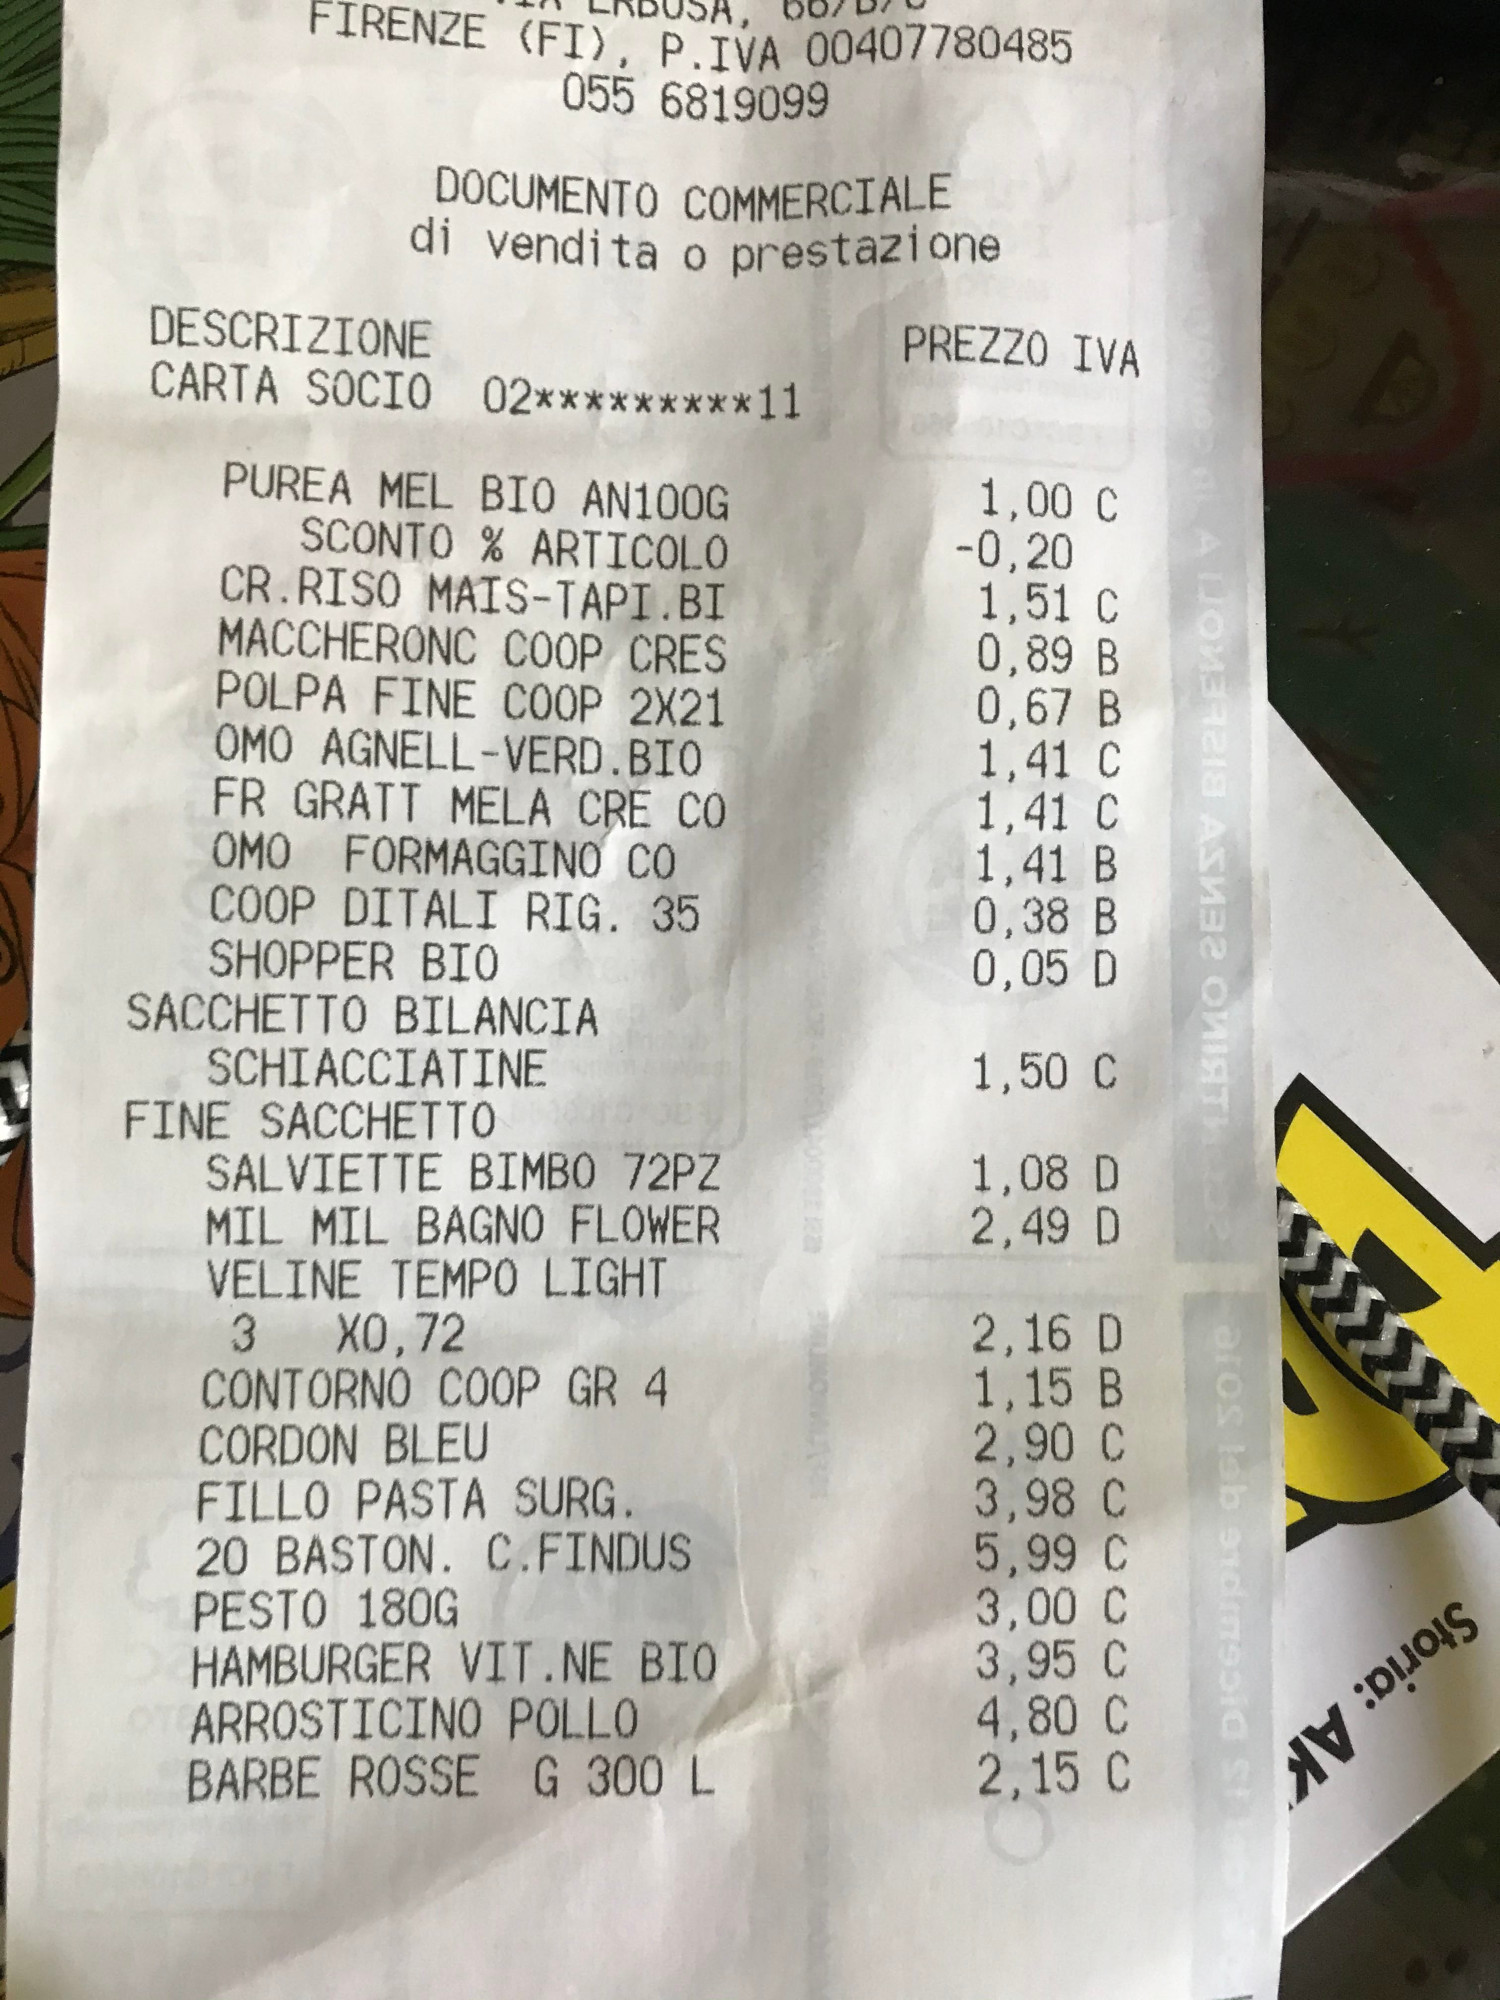 VIA ERBOSA, 66/B/C
FIRENZE (FI), P.IVA 00407780485
055 6819099
DOCUMENTO COMMERCIALE
di vendita o prestazione
DESCRIZIONE PREZZO IVA
CARTA SOCIO 02*********11
PUREA MEL BIO AN100G 1,00 C
SCONTO % ARTICOLO -0,20
CR.RISO MAIS-TAPI.BI 1,51 C
MACCHERONC COOP CRES 0,89 B
POLPA FINE COOP 2X21 0,67 B
OMO AGNELL-VERD.BIO 1,41 C
FR GRATT MELA CRE CO 1,41 C
OMO FORMAGGINO CO 1,41 B
COOP DITALI RIG. 35 0,38 B
SHOPPER BIO 0,05 D
SACCHETTO BILANCIA
SCHIACCIATINE 1,50 C
FINE SACCHETTO
SALVIETTE BIMBO 72PZ 1,08 D
MIL MIL BAGNO FLOWER 2,49 D
VELINE TEMPO LIGHT
3 X0,72 2,16 D
CONTORNO COOP GR 4 1,15 B
CORDON BLEU 2,90 C
FILLO PASTA SURG. 3,98 C
20 BASTON. C.FINDUS 5,99 C
PESTO 180G 3,00 C
HAMBURGER VIT.NE BIO 3,95 C
ARROSTICINO POLLO 4,80 C
BARBE ROSSE G 300 L 2,15 C
Storia: